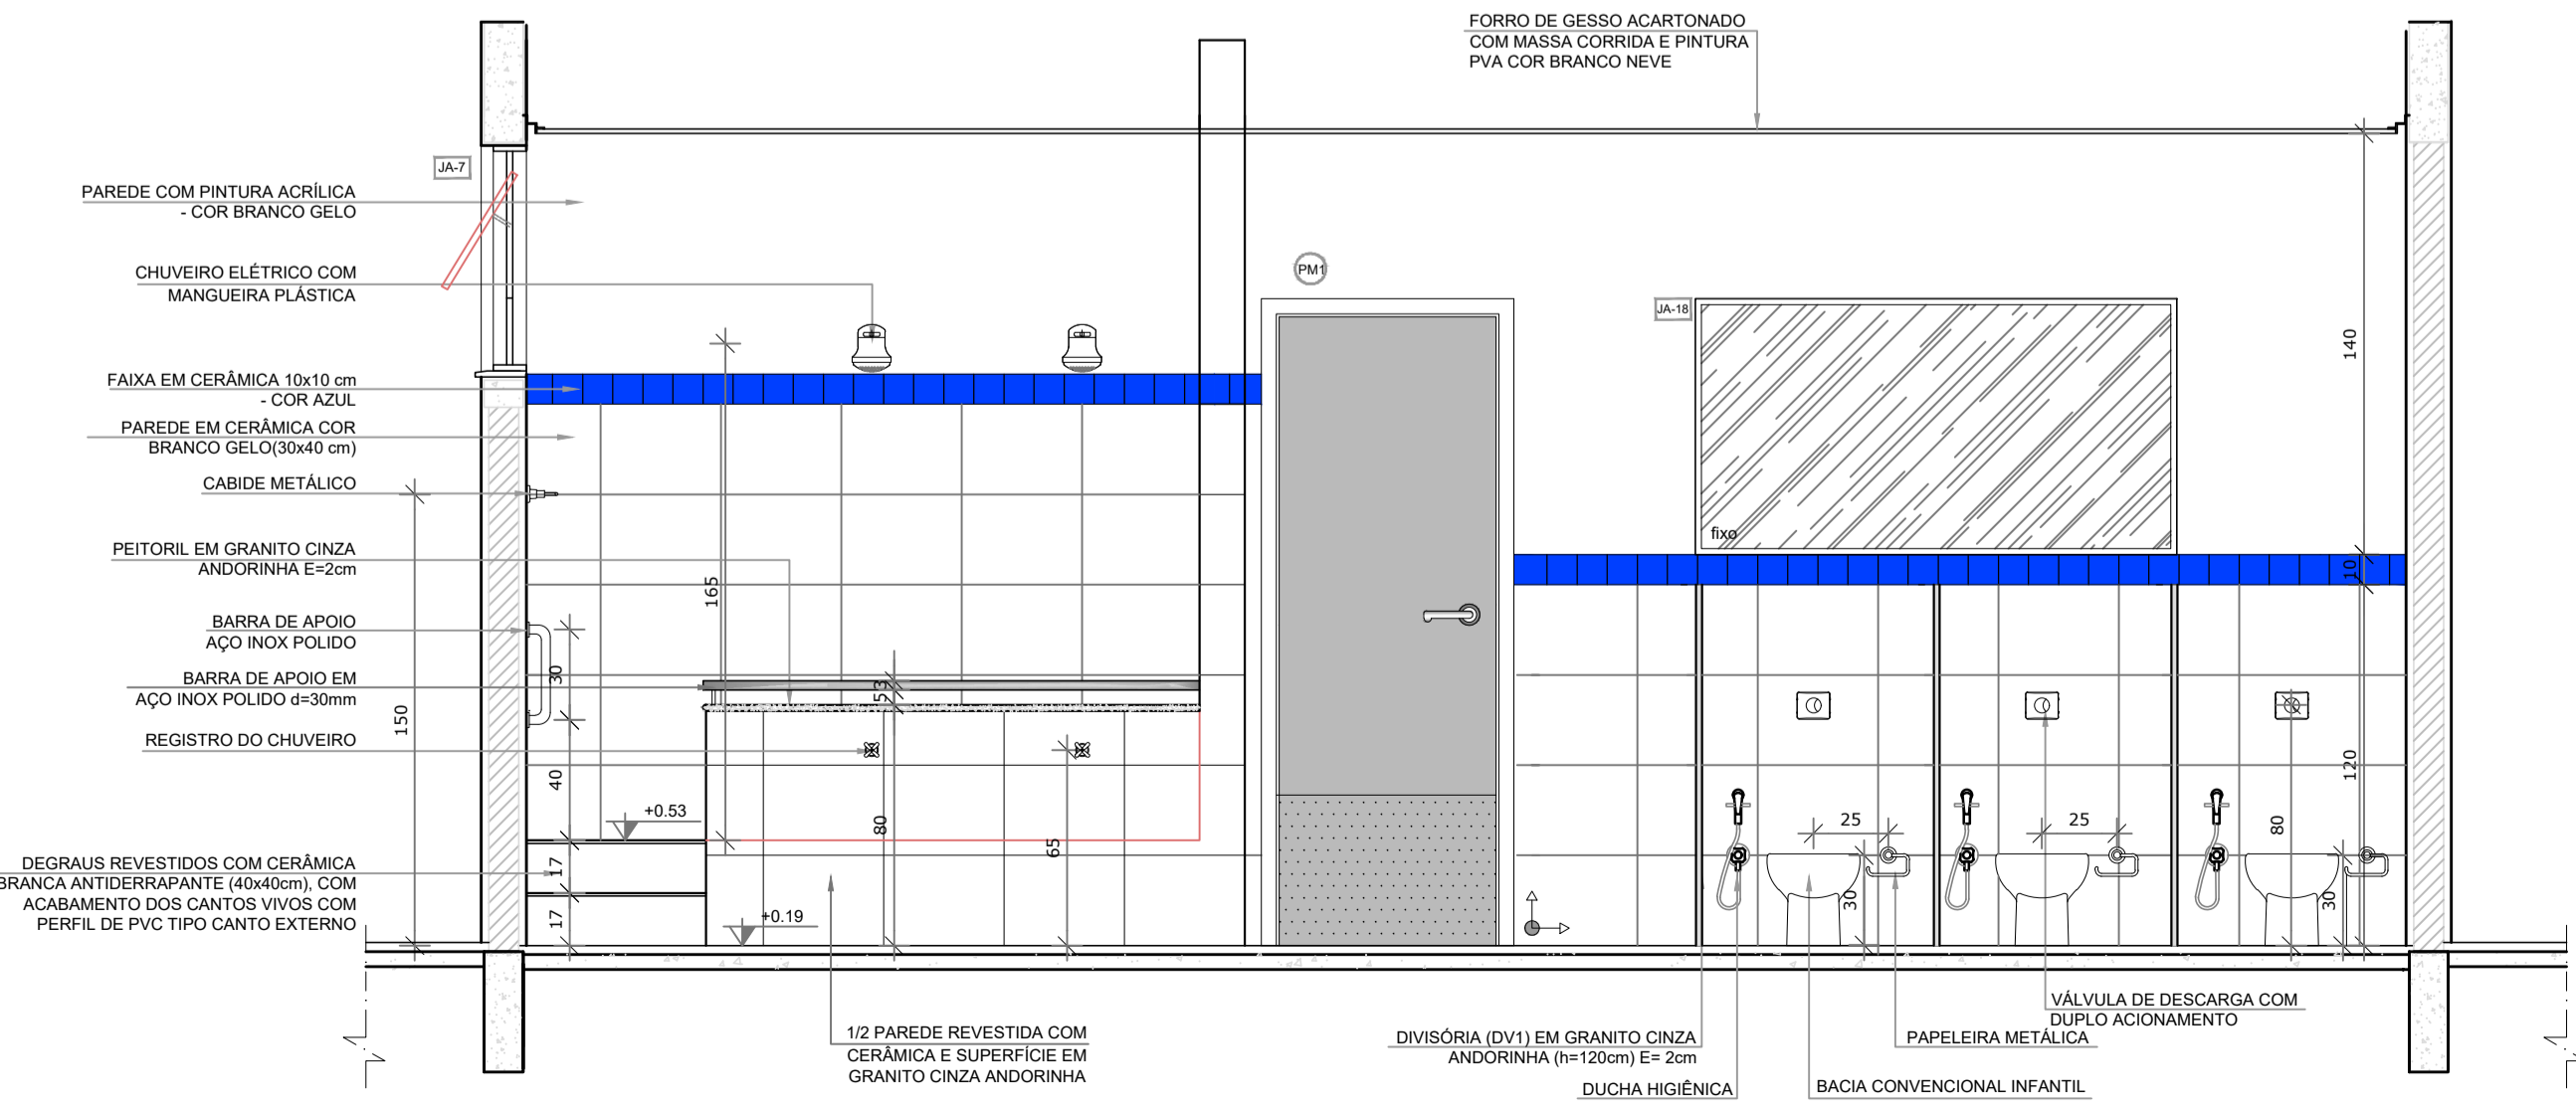 FORRO DE GESSO ACARTONADO
COM MASSA CORRIDA E PINTURA
PVA COR BRANCO NEVE
JA-7
PAREDE COM PINTURA ACRÍLICA
- COR BRANCO GELO
CHUVEIRO ELÉTRICO COM
MANGUEIRA PLÁSTICA
FAIXA EM CERÂMICA 10x10 cm
- COR AZUL
PAREDE EM CERÂMICA COR
BRANCO GELO(30x40 cm)
CABIDE METÁLICO
PEITORIL EM GRANITO CINZA
ANDORINHA E=2cm
BARRA DE APOIO
AÇO INOX POLIDO
BARRA DE APOIO EM
AÇO INOX POLIDO d=30mm
REGISTRO DO CHUVEIRO
DEGRAUS REVESTIDOS COM CERÂMICA
BRANCA ANTIDERRAPANTE (40x40cm), COM
ACABAMENTO DOS CANTOS VIVOS COM
PERFIL DE PVC TIPO CANTO EXTERNO
150
30
40
17
17
+0.53
+0.19
165
53
80
65
PM1
JA-18
fixo
140
10
120
25
25
30
80
30
1/2 PAREDE REVESTIDA COM
CERÂMICA E SUPERFÍCIE EM
GRANITO CINZA ANDORINHA
DIVISÓRIA (DV1) EM GRANITO CINZA
ANDORINHA (h=120cm) E= 2cm
DUCHA HIGIÊNICA
VÁLVULA DE DESCARGA COM
DUPLO ACIONAMENTO
PAPELEIRA METÁLICA
BACIA CONVENCIONAL INFANTIL